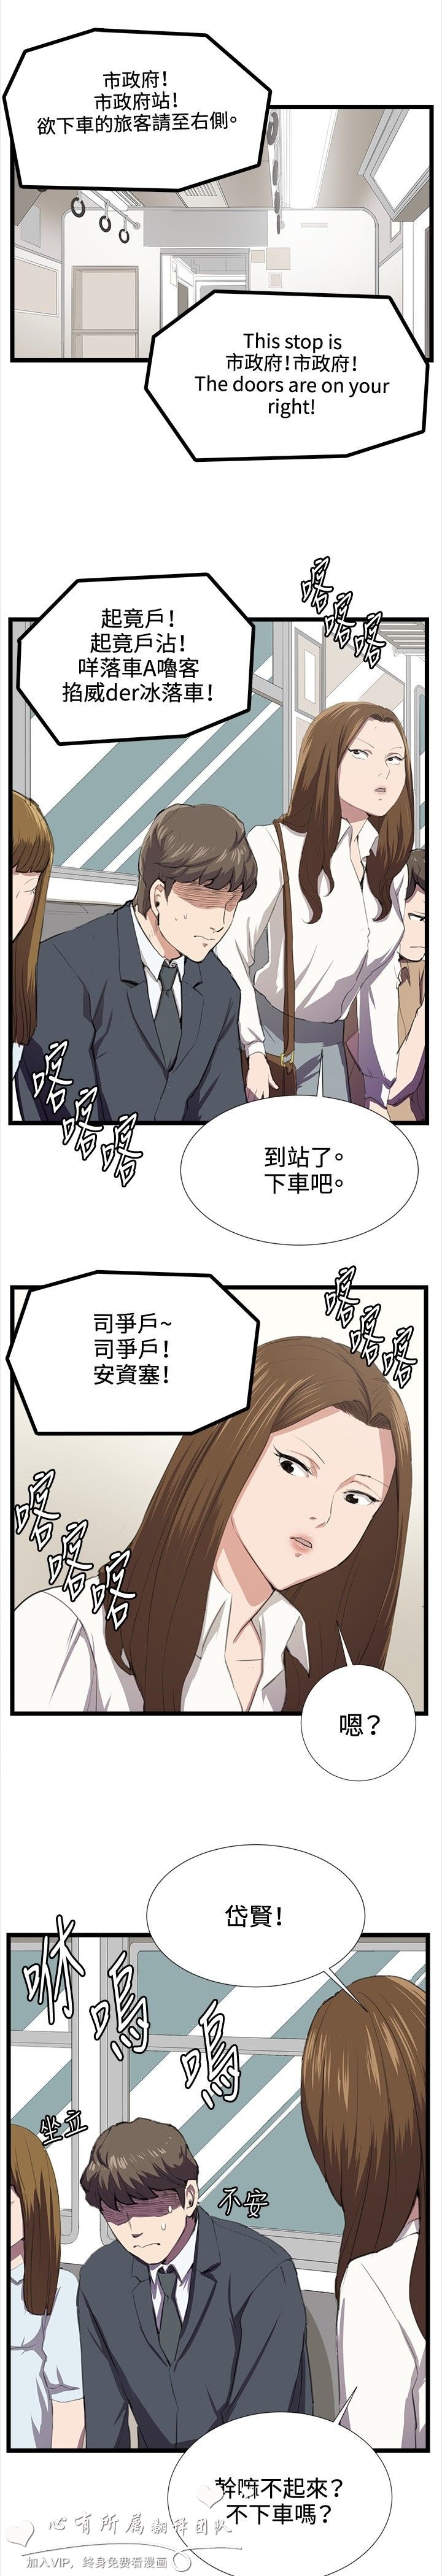 市政府!
市政府站!
欲下車的旅客請至右側。
This stop is
市政府!市政府!
The doors are on your
right!
喀
喀
喀
起竟戶!
起竟戶沾!
咩落車A嚕客
掐威der冰落車!
喀
喀
喀
到站了。
下車吧。
司爭戶~
司爭戶!
安資塞!
喀
喀
喀
喀
喀
喀
嗯?
岱賢!
咻
嗚
嗚
坐立
不安
幹嘛不起來?
不下車嗎?
心有所属翻译团队
加入VIP，终身免费看漫画